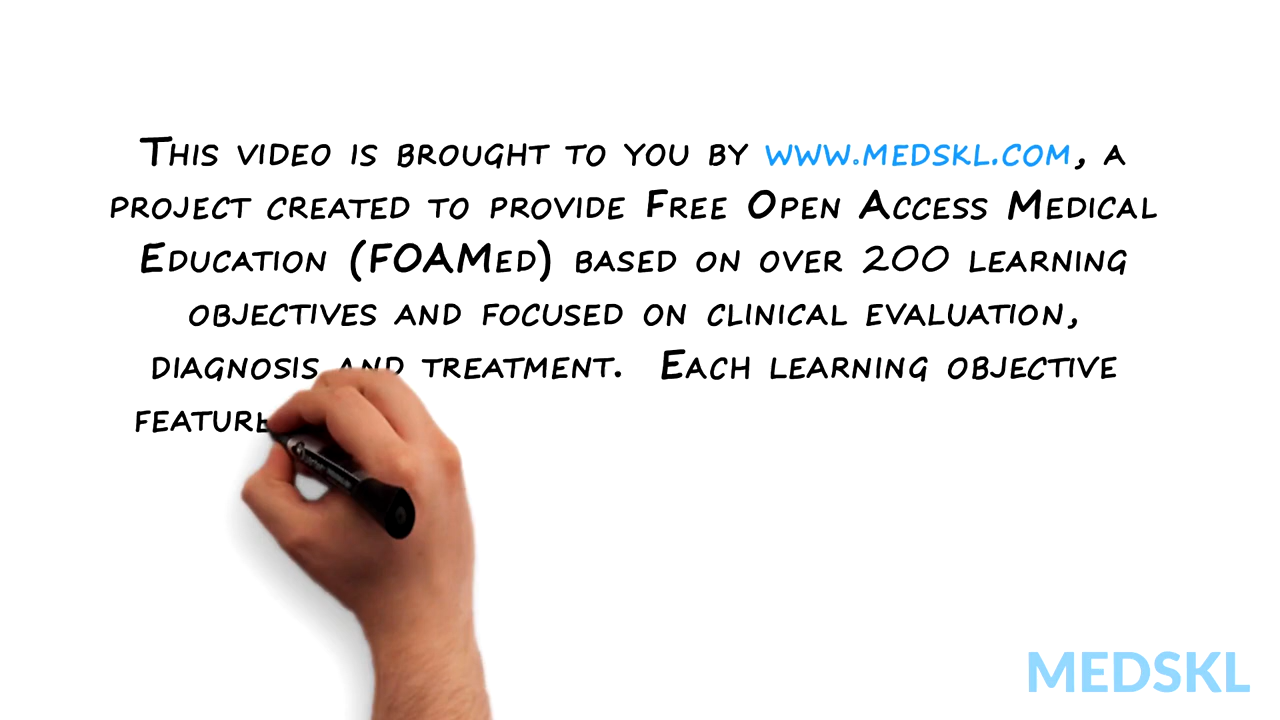 This video is brought to you by www.medskl.com, a
project created to provide Free Open Access Medical
Education (FOAMed) based on over 200 learning
objectives and focused on clinical evaluation,
diagnosis and treatment. Each learning objective
feature
MEDSKL